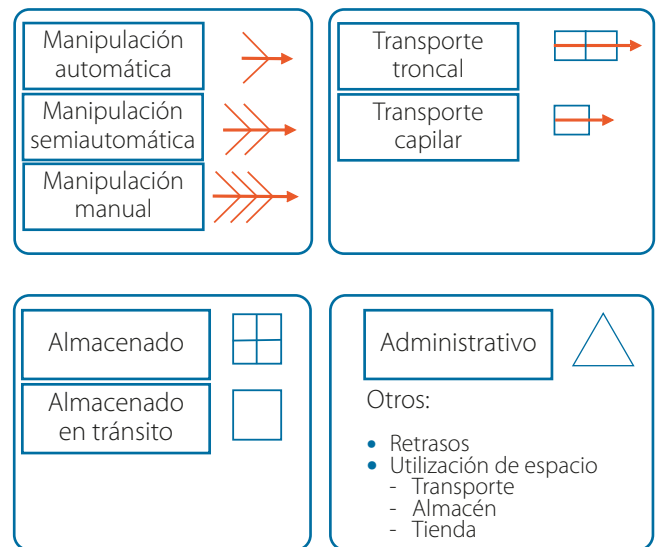 Manipulación
automática
Manipulación
semiautomática
Manipulación
manual
Transporte
troncal
Transporte
capilar
Almacenado
Almacenado
en tránsito
Administrativo
Otros:
• Retrasos
• Utilización de espacio
- Transporte
- Almacén
- Tienda